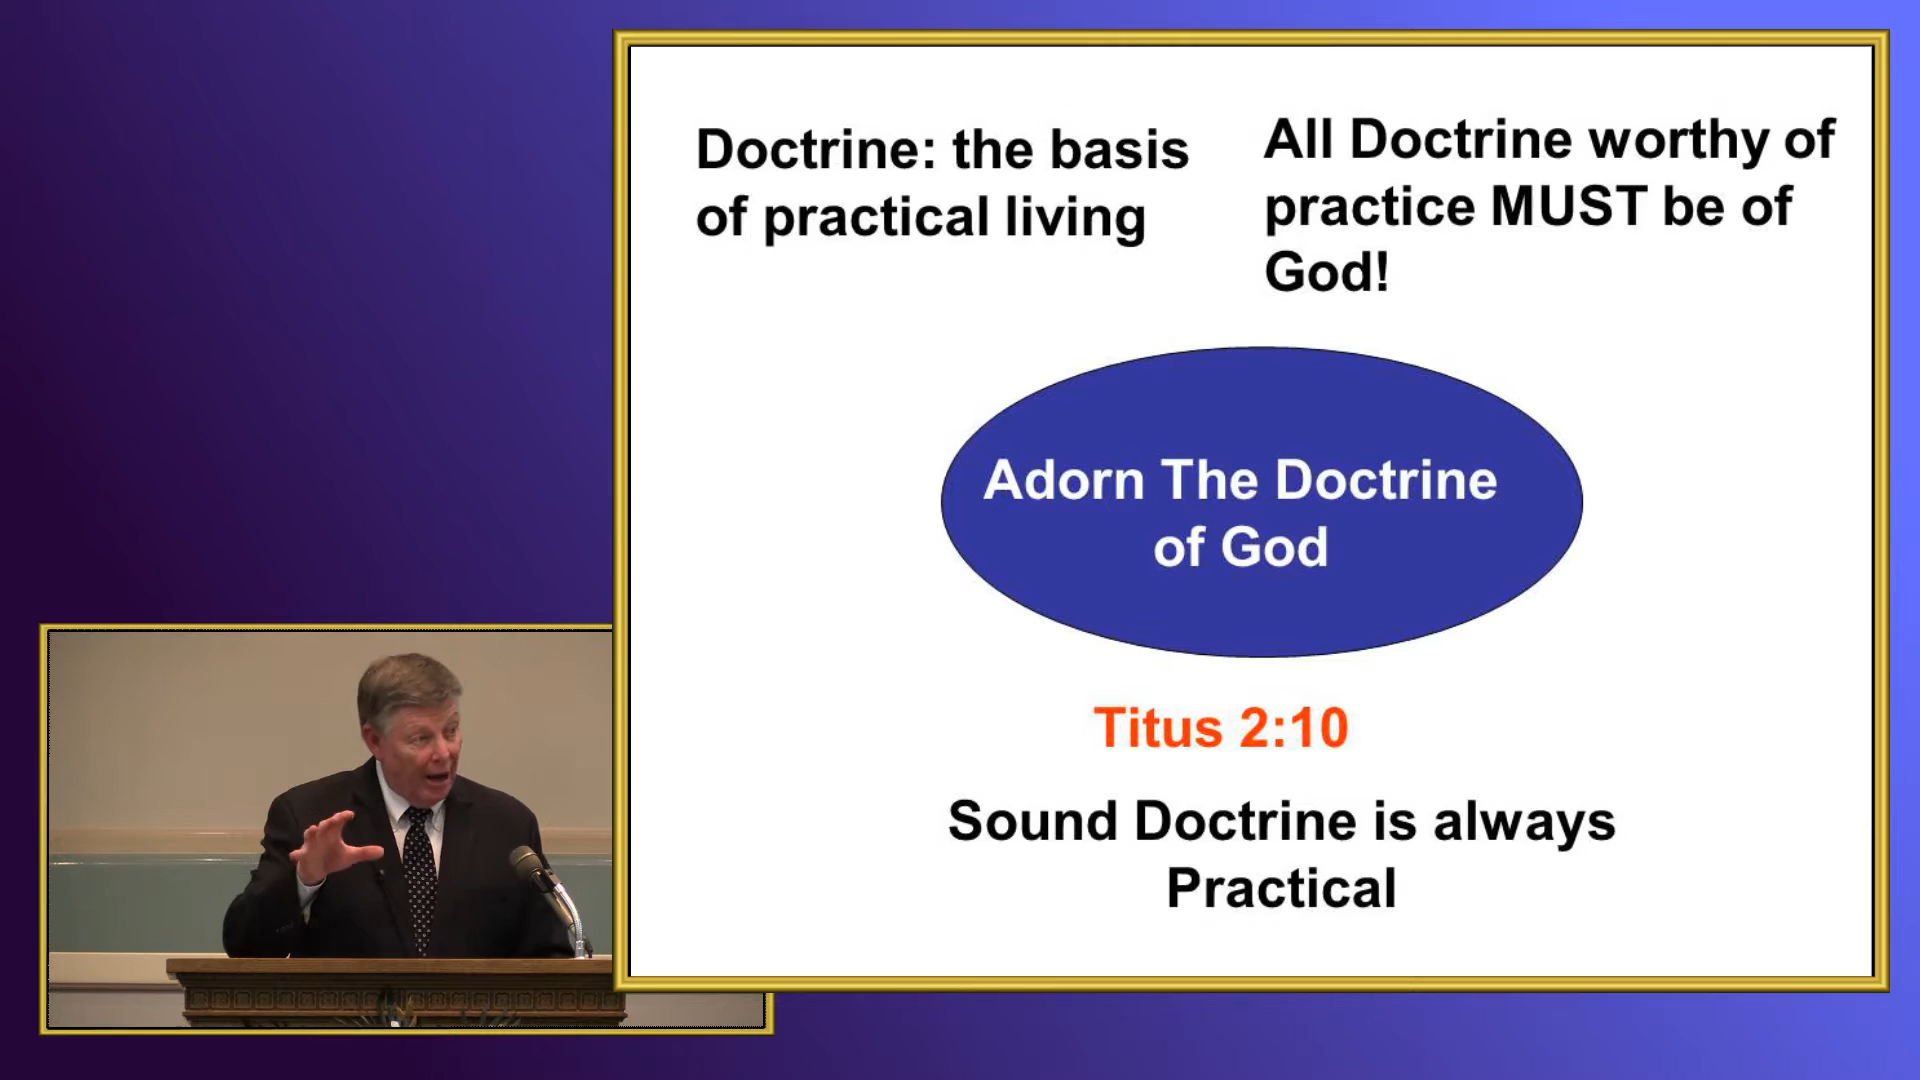 Doctrine: the basis
of practical living
All Doctrine worthy of
practice MUST be of
God!
Adorn The Doctrine
of God
Titus 2:10
Sound Doctrine is always
Practical